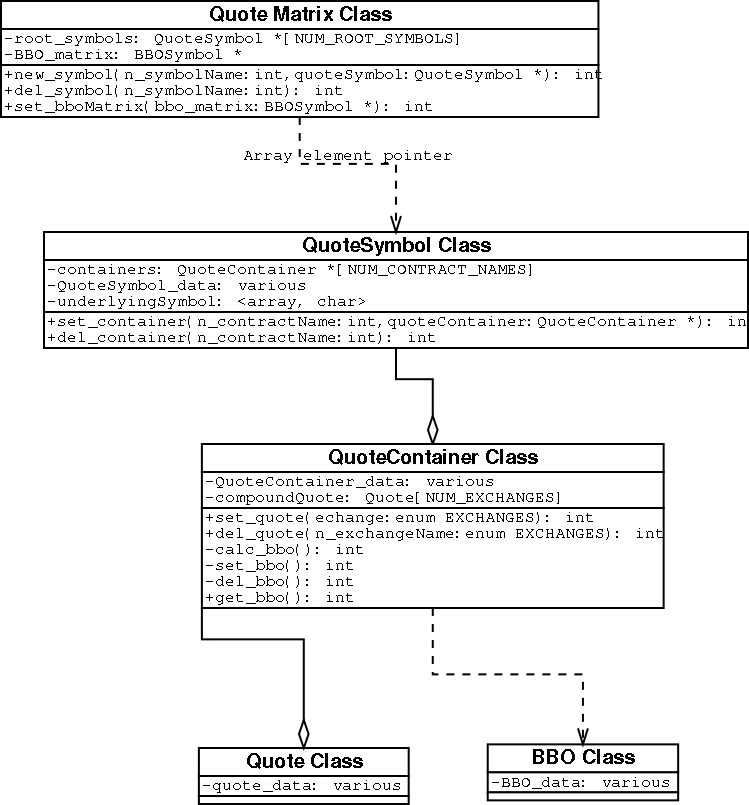 Quote Matrix Class
-root_symbols: QuoteSymbol *[NUM_ROOT_SYMBOLS]
-BBO_matrix: BBOSymbol *
+new_symbol(n_symbolName:int,quoteSymbol:QuoteSymbol *): int
+del_symbol(n_symbolName:int): int
+set_bboMatrix(bbo_matrix:BBOSymbol *): int
Array element pointer
QuoteSymbol Class
-containers: QuoteContainer *[NUM_CONTRACT_NAMES]
-QuoteSymbol_data: various
-underlyingSymbol: <array, char>
+set_container(n_contractName:int,quoteContainer:QuoteContainer *): in
+del_container(n_contractName:int): int
QuoteContainer Class
-QuoteContainer_data: various
-compoundQuote: Quote[NUM_EXCHANGES]
+set_quote(echange:enum EXCHANGES): int
+del_quote(n_exchangeName:enum EXCHANGES): int
-calc_bbo(): int
-set_bbo(): int
-del_bbo(): int
+get_bbo(): int
Quote Class
-quote_data: various
BBO Class
-BBO_data: various